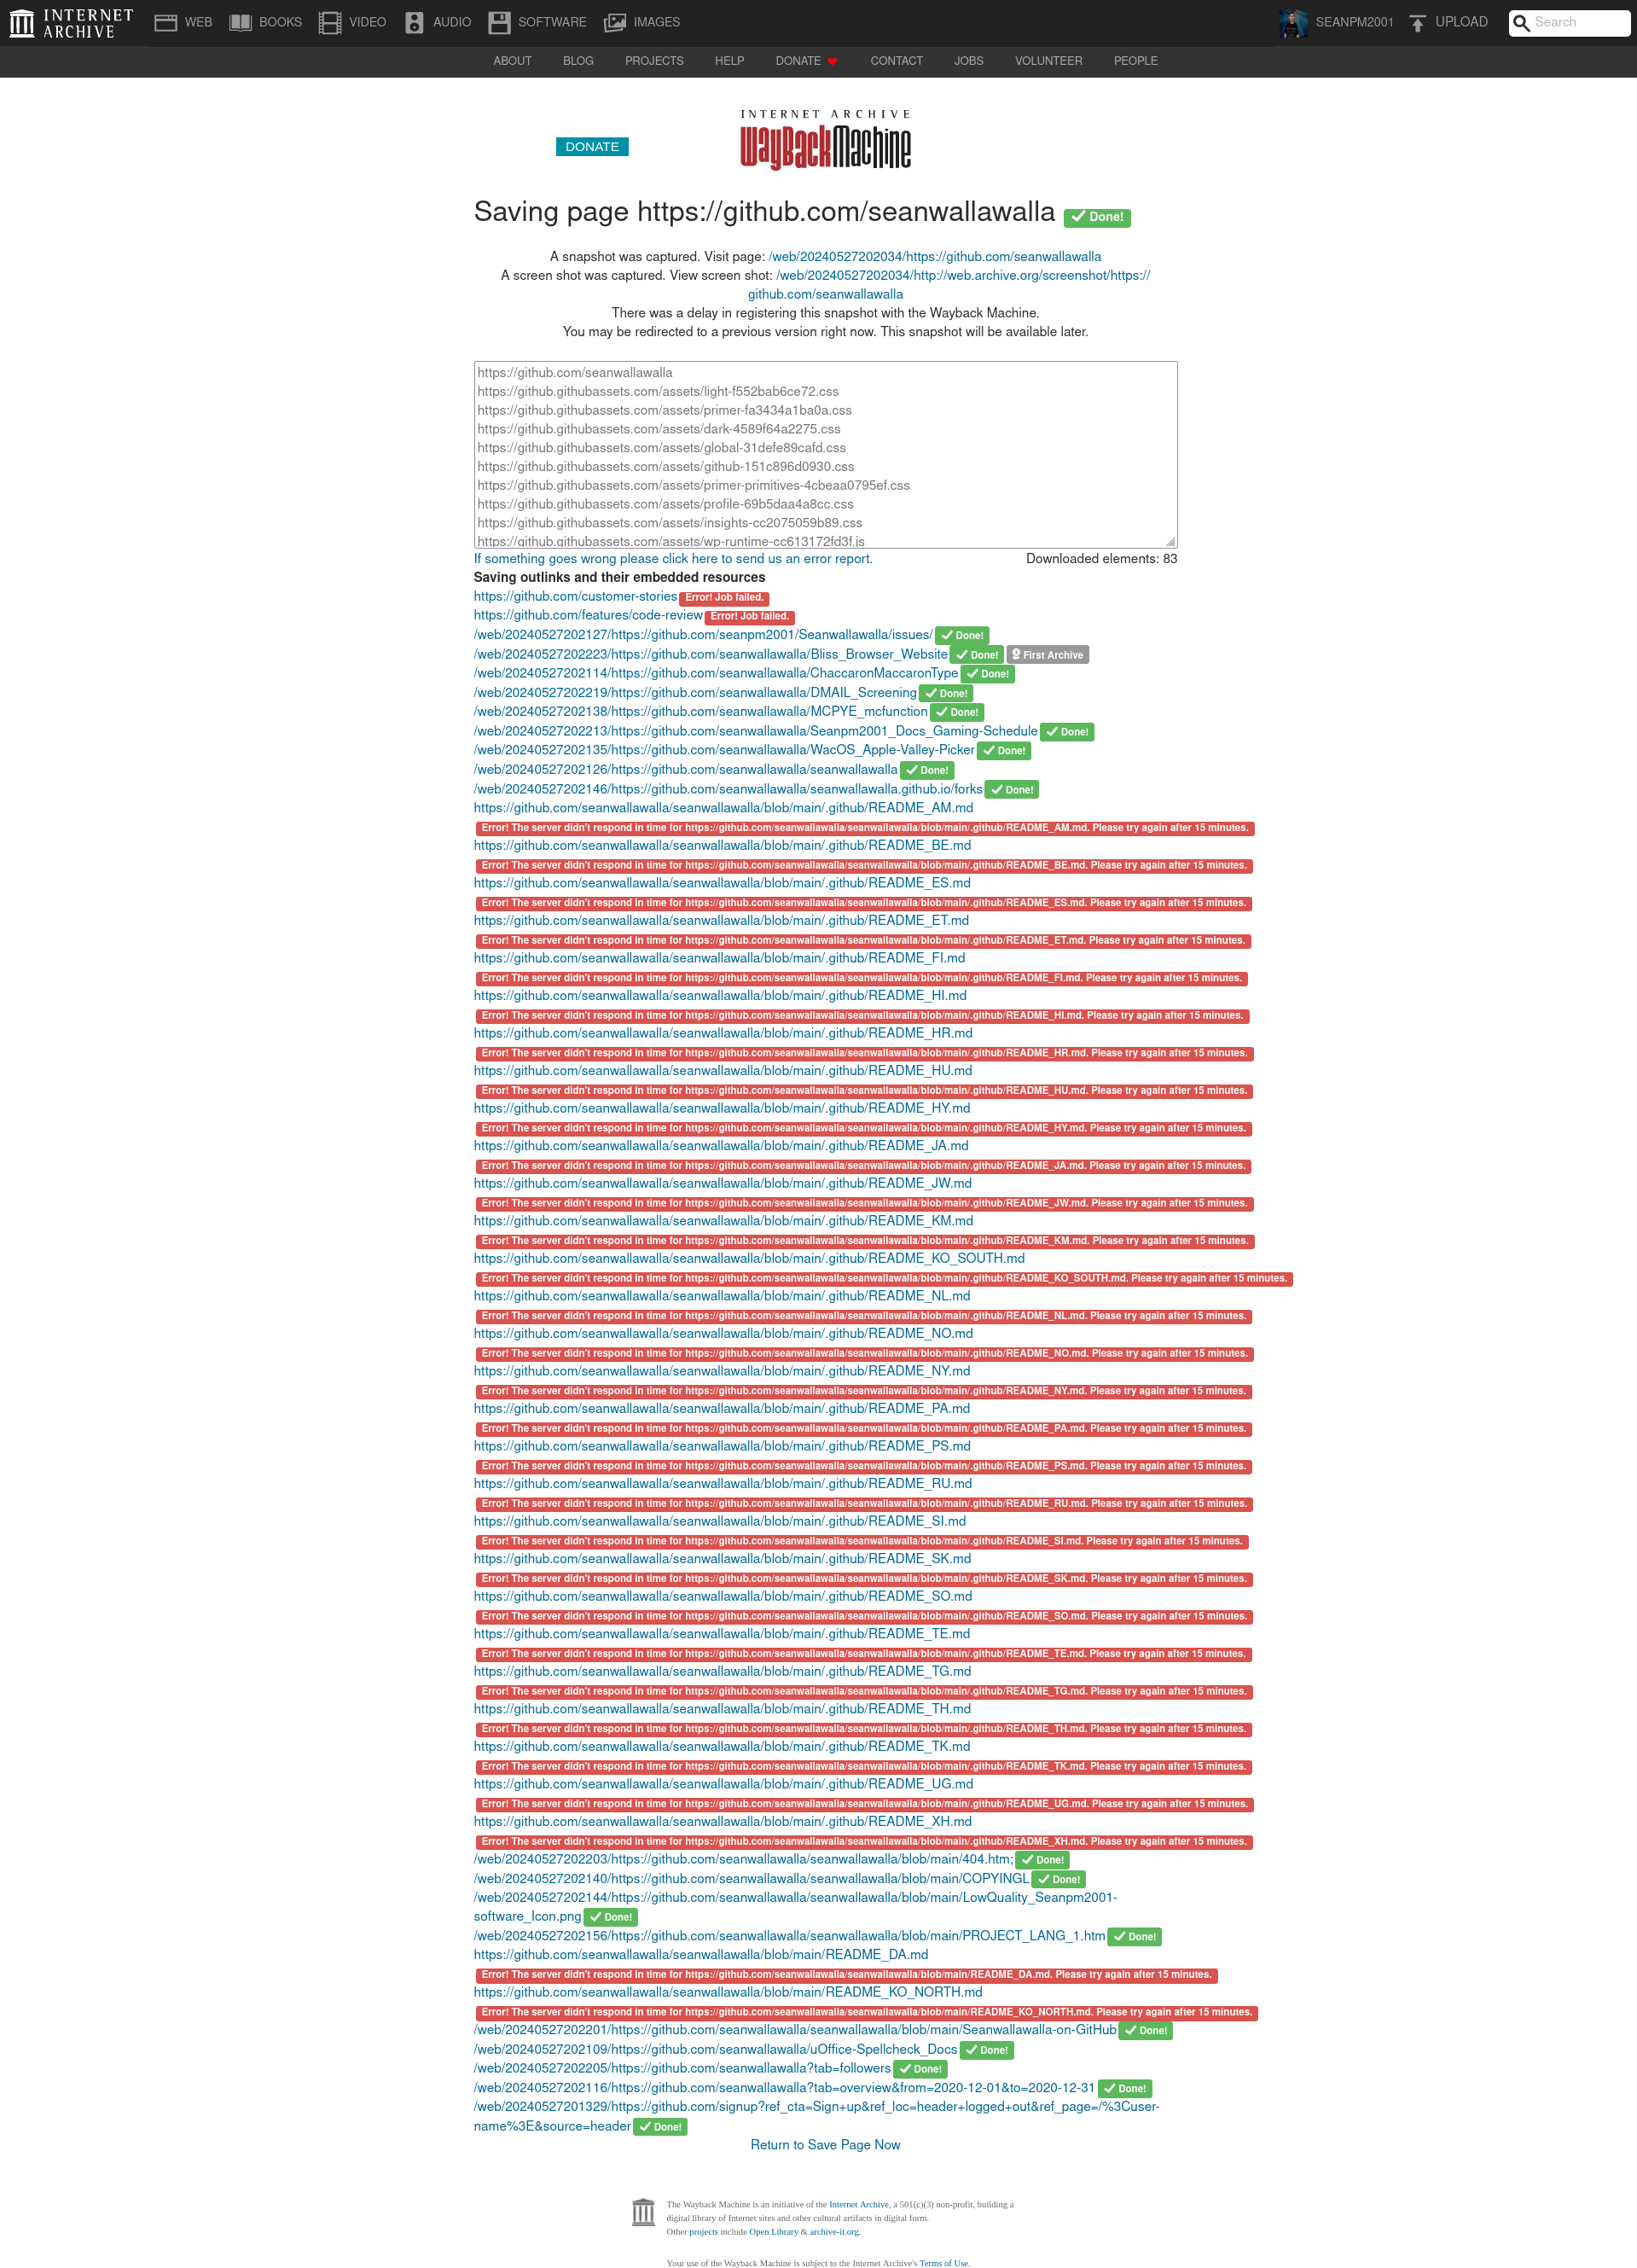 INTERNET ARCHIVE WEB BOOKS VIDEO AUDIO SOFTWARE IMAGES SEANPM2001 UPLOAD Search
ABOUT BLOG PROJECTS HELP DONATE CONTACT JOBS VOLUNTEER PEOPLE
INTERNET ARCHIVE
DONATE WayBackMachine
Saving page https://github.com/seanwallawalla Done!
A snapshot was captured. Visit page: /web/20240527202034/https://github.com/seanwallawalla
A screen shot was captured. View screen shot: /web/20240527202034/http://web.archive.org/screenshot/https://
github.com/seanwallawalla
There was a delay in registering this snapshot with the Wayback Machine.
You may be redirected to a previous version right now. This snapshot will be available later.
https://github.com/seanwallawalla
https://github.githubassets.com/assets/light-f552bab6ce72.css
https://github.githubassets.com/assets/primer-fa3434a1ba0a.css
https://github.githubassets.com/assets/dark-4589f64a2275.css
https://github.githubassets.com/assets/global-31defe89cafd.css
https://github.githubassets.com/assets/github-151c896d0930.css
https://github.githubassets.com/assets/primer-primitives-4cbeaa0795ef.css
https://github.githubassets.com/assets/profile-69b5daa4a8cc.css
https://github.githubassets.com/assets/insights-cc2075059b89.css
https://github.githubassets.com/assets/wp-runtime-cc613172fd3f.js
If something goes wrong please click here to send us an error report. Downloaded elements: 83
Saving outlinks and their embedded resources
https://github.com/customer-stories Error! Job failed.
https://github.com/features/code-review Error! Job failed.
/web/20240527202127/https://github.com/seanpm2001/Seanwallawalla/issues/ Done!
/web/20240527202223/https://github.com/seanwallawalla/Bliss_Browser_Website Done! First Archive
/web/20240527202114/https://github.com/seanwallawalla/ChaccaronMaccaronType Done!
/web/20240527202219/https://github.com/seanwallawalla/DMAIL_Screening Done!
/web/20240527202138/https://github.com/seanwallawalla/MCPYE_mcfunction Done!
/web/20240527202213/https://github.com/seanwallawalla/Seanpm2001_Docs_Gaming-Schedule Done!
/web/20240527202135/https://github.com/seanwallawalla/WacOS_Apple-Valley-Picker Done!
/web/20240527202126/https://github.com/seanwallawalla/seanwallawalla Done!
/web/20240527202146/https://github.com/seanwallawalla/seanwallawalla.github.io/forks Done!
https://github.com/seanwallawalla/seanwallawalla/blob/main/.github/README_AM.md
Error! The server didn't respond in time for https://github.com/seanwallawalla/seanwallawalla/blob/main/.github/README_AM.md. Please try again after 15 minutes.
https://github.com/seanwallawalla/seanwallawalla/blob/main/.github/README_BE.md
Error! The server didn't respond in time for https://github.com/seanwallawalla/seanwallawalla/blob/main/.github/README_BE.md. Please try again after 15 minutes.
https://github.com/seanwallawalla/seanwallawalla/blob/main/.github/README_ES.md
Error! The server didn't respond in time for https://github.com/seanwallawalla/seanwallawalla/blob/main/.github/README_ES.md. Please try again after 15 minutes.
https://github.com/seanwallawalla/seanwallawalla/blob/main/.github/README_ET.md
Error! The server didn't respond in time for https://github.com/seanwallawalla/seanwallawalla/blob/main/.github/README_ET.md. Please try again after 15 minutes.
https://github.com/seanwallawalla/seanwallawalla/blob/main/.github/README_FI.md
Error! The server didn't respond in time for https://github.com/seanwallawalla/seanwallawalla/blob/main/.github/README_FI.md. Please try again after 15 minutes.
https://github.com/seanwallawalla/seanwallawalla/blob/main/.github/README_HI.md
Error! The server didn't respond in time for https://github.com/seanwallawalla/seanwallawalla/blob/main/.github/README_HI.md. Please try again after 15 minutes.
https://github.com/seanwallawalla/seanwallawalla/blob/main/.github/README_HR.md
Error! The server didn't respond in time for https://github.com/seanwallawalla/seanwallawalla/blob/main/.github/README_HR.md. Please try again after 15 minutes.
https://github.com/seanwallawalla/seanwallawalla/blob/main/.github/README_HU.md
Error! The server didn't respond in time for https://github.com/seanwallawalla/seanwallawalla/blob/main/.github/README_HU.md. Please try again after 15 minutes.
https://github.com/seanwallawalla/seanwallawalla/blob/main/.github/README_HY.md
Error! The server didn't respond in time for https://github.com/seanwallawalla/seanwallawalla/blob/main/.github/README_HY.md. Please try again after 15 minutes.
https://github.com/seanwallawalla/seanwallawalla/blob/main/.github/README_JA.md
Error! The server didn't respond in time for https://github.com/seanwallawalla/seanwallawalla/blob/main/.github/README_JA.md. Please try again after 15 minutes.
https://github.com/seanwallawalla/seanwallawalla/blob/main/.github/README_JW.md
Error! The server didn't respond in time for https://github.com/seanwallawalla/seanwallawalla/blob/main/.github/README_JW.md. Please try again after 15 minutes.
https://github.com/seanwallawalla/seanwallawalla/blob/main/.github/README_KM.md
Error! The server didn't respond in time for https://github.com/seanwallawalla/seanwallawalla/blob/main/.github/README_KM.md. Please try again after 15 minutes.
https://github.com/seanwallawalla/seanwallawalla/blob/main/.github/README_KO_SOUTH.md
Error! The server didn't respond in time for https://github.com/seanwallawalla/seanwallawalla/blob/main/.github/README_KO_SOUTH.md. Please try again after 15 minutes.
https://github.com/seanwallawalla/seanwallawalla/blob/main/.github/README_NL.md
Error! The server didn't respond in time for https://github.com/seanwallawalla/seanwallawalla/blob/main/.github/README_NL.md. Please try again after 15 minutes.
https://github.com/seanwallawalla/seanwallawalla/blob/main/.github/README_NO.md
Error! The server didn't respond in time for https://github.com/seanwallawalla/seanwallawalla/blob/main/.github/README_NO.md. Please try again after 15 minutes.
https://github.com/seanwallawalla/seanwallawalla/blob/main/.github/README_NY.md
Error! The server didn't respond in time for https://github.com/seanwallawalla/seanwallawalla/blob/main/.github/README_NY.md. Please try again after 15 minutes.
https://github.com/seanwallawalla/seanwallawalla/blob/main/.github/README_PA.md
Error! The server didn't respond in time for https://github.com/seanwallawalla/seanwallawalla/blob/main/.github/README_PA.md. Please try again after 15 minutes.
https://github.com/seanwallawalla/seanwallawalla/blob/main/.github/README_PS.md
Error! The server didn't respond in time for https://github.com/seanwallawalla/seanwallawalla/blob/main/.github/README_PS.md. Please try again after 15 minutes.
https://github.com/seanwallawalla/seanwallawalla/blob/main/.github/README_RU.md
Error! The server didn't respond in time for https://github.com/seanwallawalla/seanwallawalla/blob/main/.github/README_RU.md. Please try again after 15 minutes.
https://github.com/seanwallawalla/seanwallawalla/blob/main/.github/README_SI.md
Error! The server didn't respond in time for https://github.com/seanwallawalla/seanwallawalla/blob/main/.github/README_SI.md. Please try again after 15 minutes.
https://github.com/seanwallawalla/seanwallawalla/blob/main/.github/README_SK.md
Error! The server didn't respond in time for https://github.com/seanwallawalla/seanwallawalla/blob/main/.github/README_SK.md. Please try again after 15 minutes.
https://github.com/seanwallawalla/seanwallawalla/blob/main/.github/README_SO.md
Error! The server didn't respond in time for https://github.com/seanwallawalla/seanwallawalla/blob/main/.github/README_SO.md. Please try again after 15 minutes.
https://github.com/seanwallawalla/seanwallawalla/blob/main/.github/README_TE.md
Error! The server didn't respond in time for https://github.com/seanwallawalla/seanwallawalla/blob/main/.github/README_TE.md. Please try again after 15 minutes.
https://github.com/seanwallawalla/seanwallawalla/blob/main/.github/README_TG.md
Error! The server didn't respond in time for https://github.com/seanwallawalla/seanwallawalla/blob/main/.github/README_TG.md. Please try again after 15 minutes.
https://github.com/seanwallawalla/seanwallawalla/blob/main/.github/README_TH.md
Error! The server didn't respond in time for https://github.com/seanwallawalla/seanwallawalla/blob/main/.github/README_TH.md. Please try again after 15 minutes.
https://github.com/seanwallawalla/seanwallawalla/blob/main/.github/README_TK.md
Error! The server didn't respond in time for https://github.com/seanwallawalla/seanwallawalla/blob/main/.github/README_TK.md. Please try again after 15 minutes.
https://github.com/seanwallawalla/seanwallawalla/blob/main/.github/README_UG.md
Error! The server didn't respond in time for https://github.com/seanwallawalla/seanwallawalla/blob/main/.github/README_UG.md. Please try again after 15 minutes.
https://github.com/seanwallawalla/seanwallawalla/blob/main/.github/README_XH.md
Error! The server didn't respond in time for https://github.com/seanwallawalla/seanwallawalla/blob/main/.github/README_XH.md. Please try again after 15 minutes.
/web/20240527202203/https://github.com/seanwallawalla/seanwallawalla/blob/main/404.htm; Done!
/web/20240527202140/https://github.com/seanwallawalla/seanwallawalla/blob/main/COPYINGL Done!
/web/20240527202144/https://github.com/seanwallawalla/seanwallawalla/blob/main/LowQuality_Seanpm2001-
software_Icon.png Done!
/web/20240527202156/https://github.com/seanwallawalla/seanwallawalla/blob/main/PROJECT_LANG_1.htm Done!
https://github.com/seanwallawalla/seanwallawalla/blob/main/README_DA.md
Error! The server didn't respond in time for https://github.com/seanwallawalla/seanwallawalla/blob/main/README_DA.md. Please try again after 15 minutes.
https://github.com/seanwallawalla/seanwallawalla/blob/main/README_KO_NORTH.md
Error! The server didn't respond in time for https://github.com/seanwallawalla/seanwallawalla/blob/main/README_KO_NORTH.md. Please try again after 15 minutes.
/web/20240527202201/https://github.com/seanwallawalla/seanwallawalla/blob/main/Seanwallawalla-on-GitHub Done!
/web/20240527202109/https://github.com/seanwallawalla/uOffice-Spellcheck_Docs Done!
/web/20240527202205/https://github.com/seanwallawalla?tab=followers Done!
/web/20240527202116/https://github.com/seanwallawalla?tab=overview&from=2020-12-01&to=2020-12-31 Done!
/web/20240527201329/https://github.com/signup?ref_cta=Sign+up&ref_loc=header+logged+out&ref_page=/%3Cuser-
name%3E&source=header Done!
Return to Save Page Now
The Wayback Machine is an initiative of the Internet Archive, a 501(c)(3) non-profit, building a
digital library of Internet sites and other cultural artifacts in digital form.
Other projects include Open Library & archive-it.org.
Your use of the Wayback Machine is subject to the Internet Archive's Terms of Use.